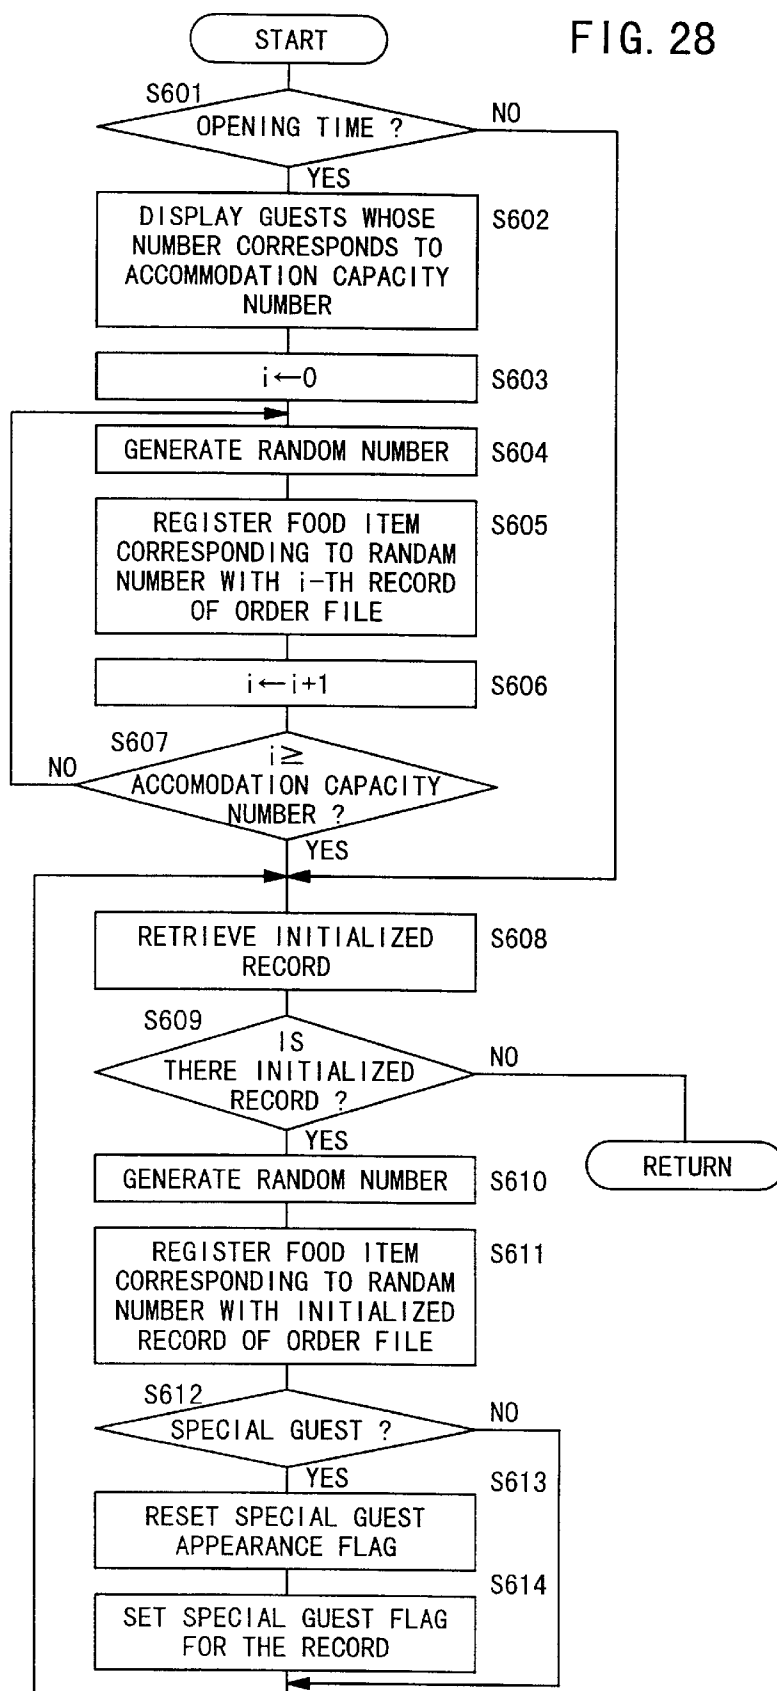 FIG. 28
START
S601
OPENING TIME ?
NO
YES
DISPLAY GUESTS WHOSE
NUMBER CORRESPONDS TO
ACCOMMODATION CAPACITY
NUMBER
S602
i←0
S603
GENERATE RANDOM NUMBER
S604
REGISTER FOOD ITEM
CORRESPONDING TO RANDAM
NUMBER WITH i-TH RECORD
OF ORDER FILE
S605
i←i+1
S606
S607
NO
i≥
ACCOMODATION CAPACITY
NUMBER ?
YES
RETRIEVE INITIALIZED
RECORD
S608
S609
IS
THERE INITIALIZED
RECORD ?
NO
YES
RETURN
GENERATE RANDOM NUMBER
S610
REGISTER FOOD ITEM
CORRESPONDING TO RANDAM
NUMBER WITH INITIALIZED
RECORD OF ORDER FILE
S611
S612
SPECIAL GUEST ?
NO
YES
S613
RESET SPECIAL GUEST
APPEARANCE FLAG
S614
SET SPECIAL GUEST FLAG
FOR THE RECORD